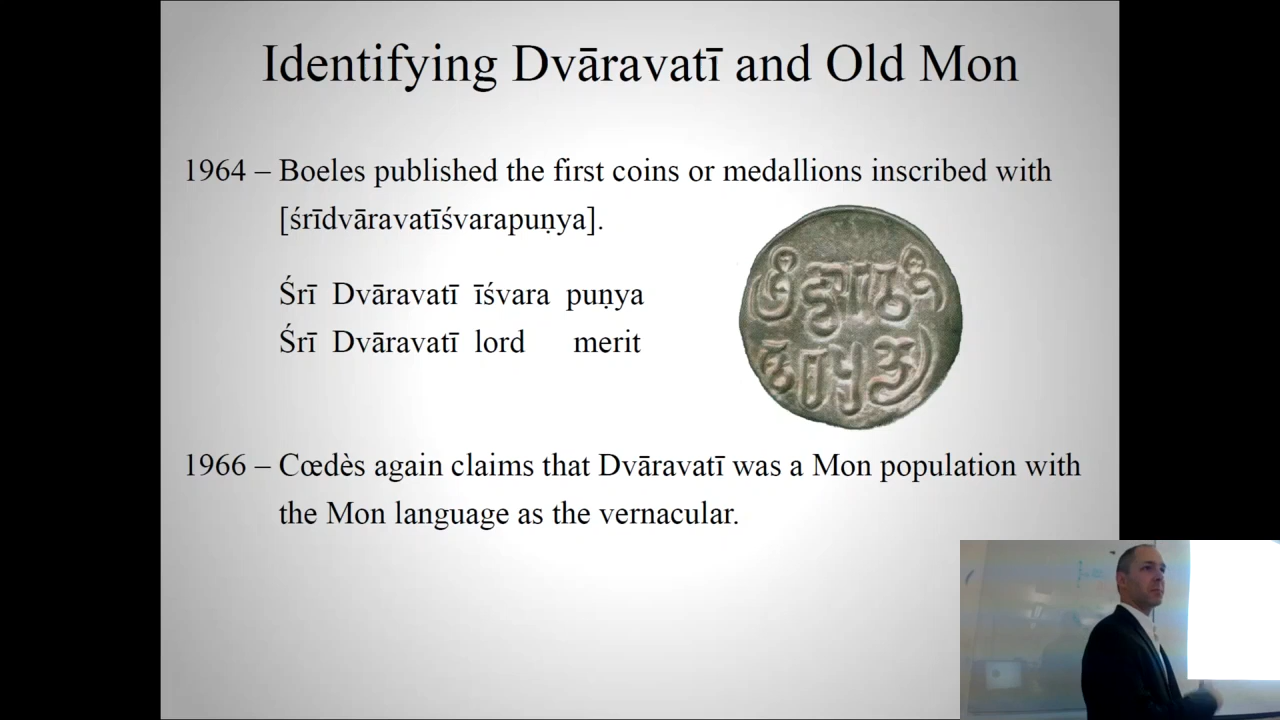 Identifying Dvāravatī and Old Mon
1964 – Boeles published the first coins or medallions inscribed with
[śrīdvāravatīśvarapuṇya].
Śrī Dvāravatī īśvara puṇya
Śrī Dvāravatī lord merit
1966 – Cœdès again claims that Dvāravatī was a Mon population with
the Mon language as the vernacular.